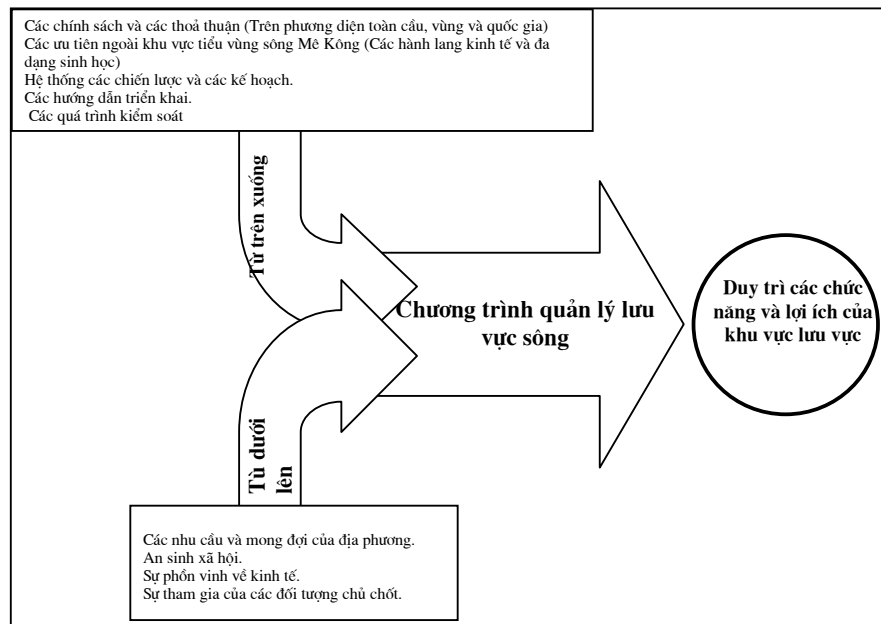 Các chính sách và các thoả thuận (Trên phương diện toàn cầu, vùng và quốc gia)
Các ưu tiên ngoài khu vực tiểu vùng sông Mê Kông (Các hành lang kinh tế và đa
dạng sinh học)
Hệ thống các chiến lược và các kế hoạch.
Các hướng dẫn triển khai.
Các quá trình kiểm soát
Từ trên xuống
Chương trình quản lý lưu
vực sông
Duy trì các chức
năng và lợi ích của
khu vực lưu vực
Tù dưới
lên
Các nhu cầu và mong đợi của địa phương.
An sinh xã hội.
Sự phồn vinh về kinh tế.
Sự tham gia của các đối tượng chủ chốt.